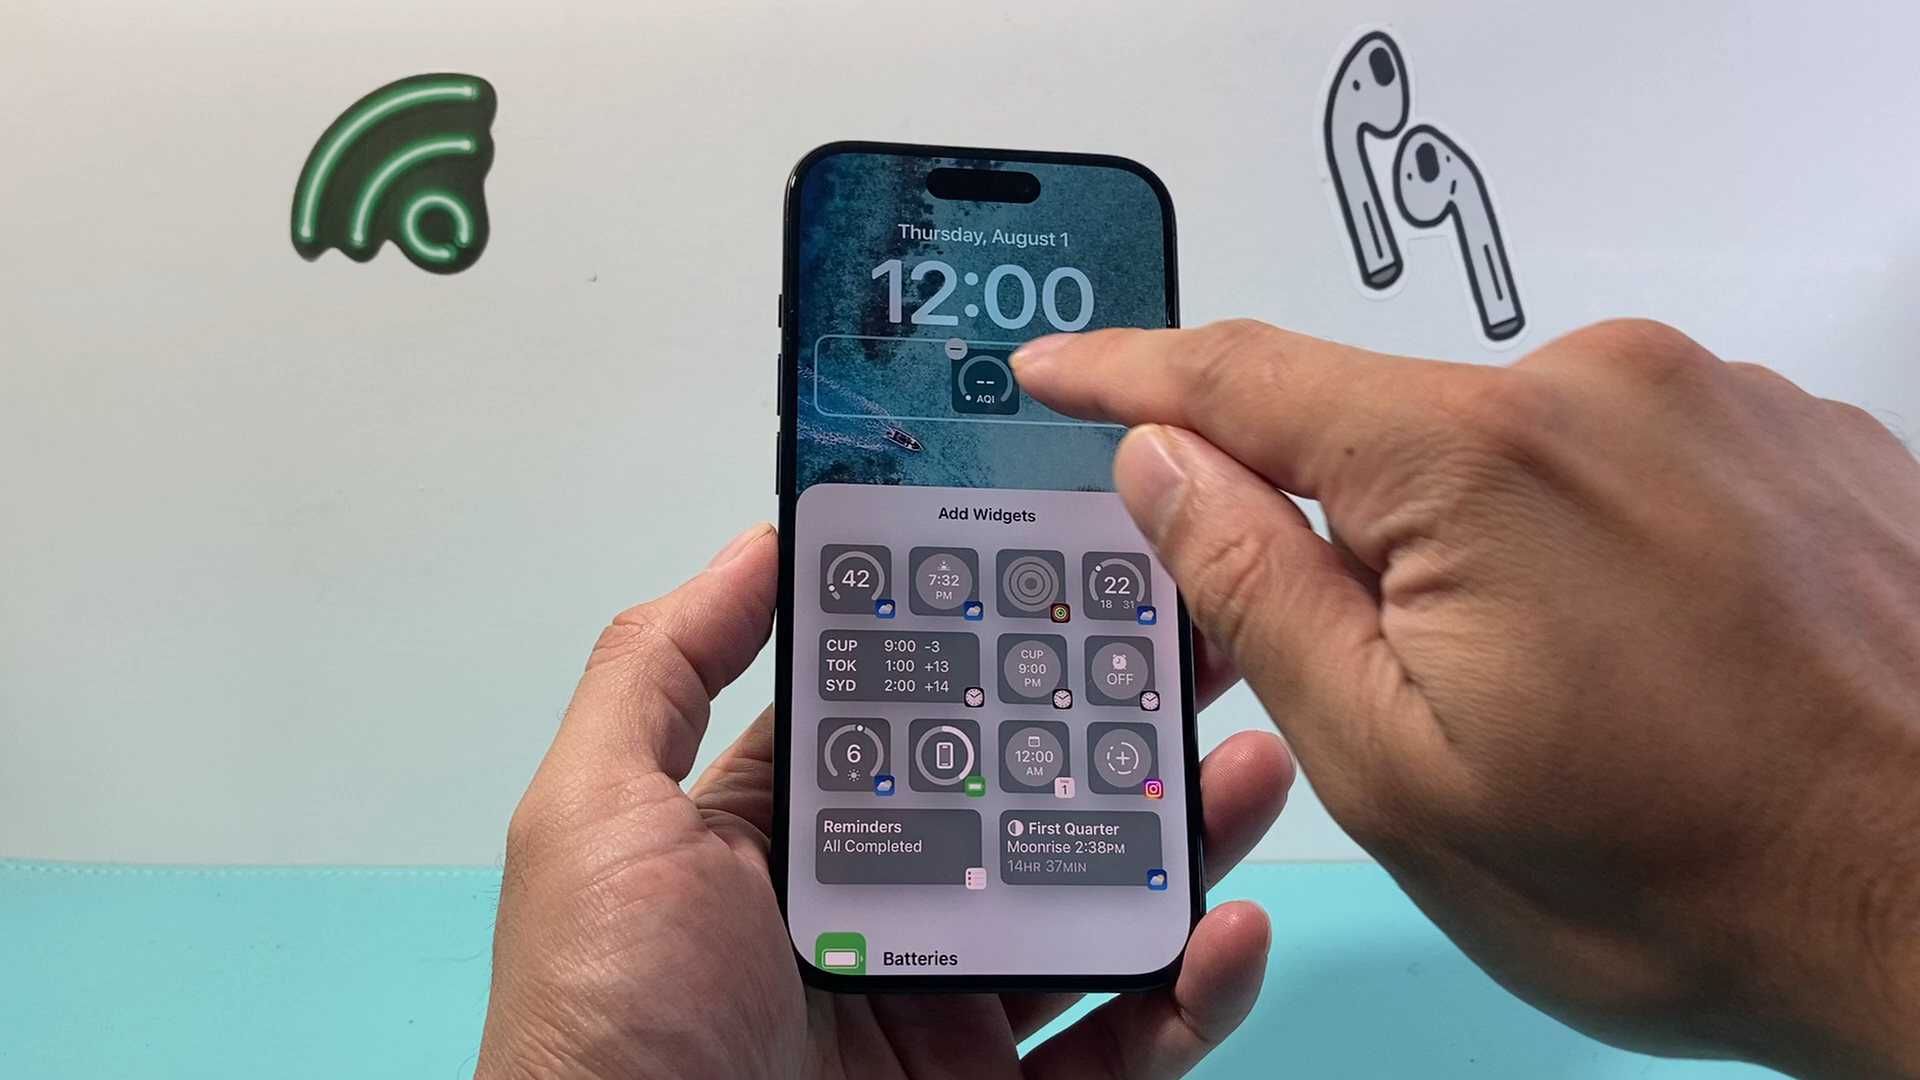 Thursday, August 1
12:00
--
AQI
Add Widgets
42
7:32
PM
22
18 31
CUP 9:00 -3
TOK 1:00 +13
SYD 2:00 +14
CUP
9:00
PM
OFF
6
12:00
AM
1
Reminders
All Completed
First Quarter
Moonrise 2:38PM
14HR 37MIN
Batteries